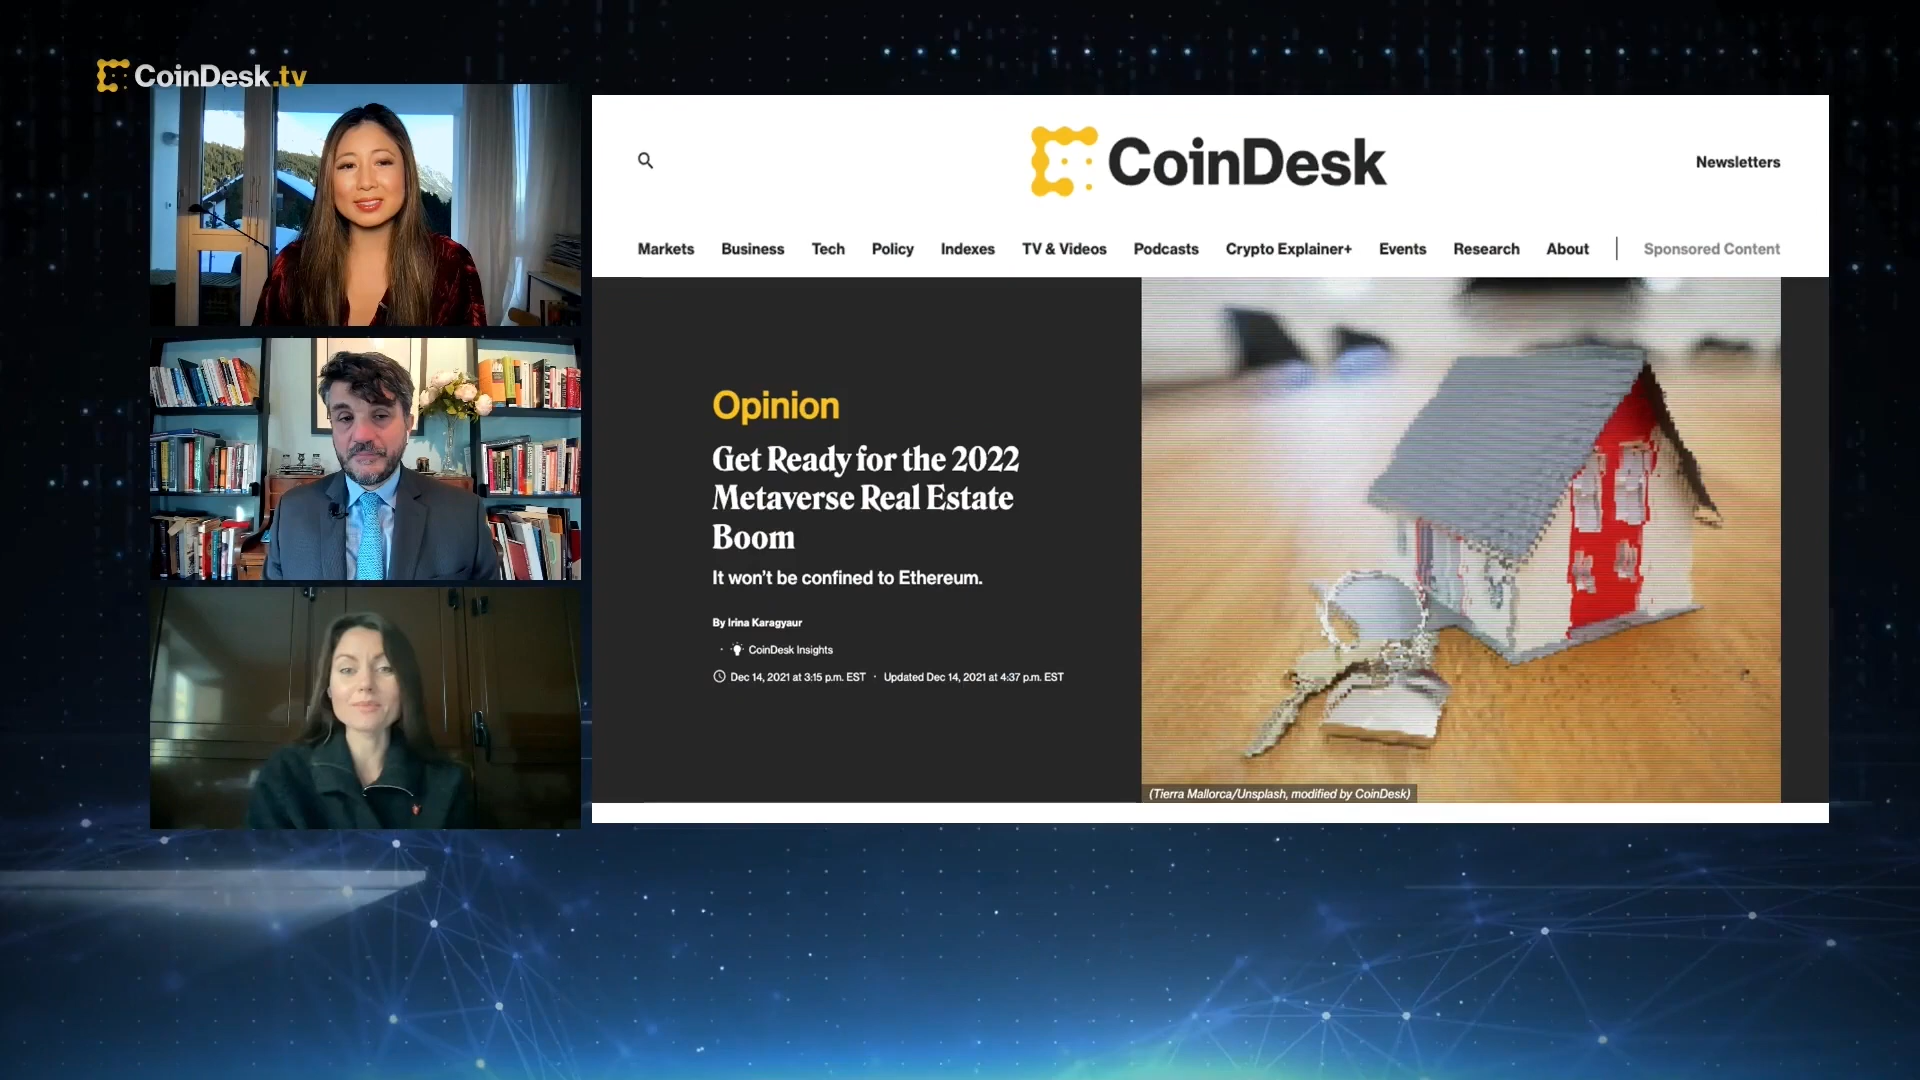 CoinDesk.tv
CoinDesk
Newsletters
Markets Business Tech Policy Indexes TV & Videos Podcasts Crypto Explainer+ Events Research About Sponsored Content
Opinion
Get Ready for the 2022
Metaverse Real Estate
Boom
It won't be confined to Ethereum.
By Irina Karagyaur
· CoinDesk Insights
Dec 14, 2021 at 3:15 p.m. EST · Updated Dec 14, 2021 at 4:37 p.m. EST
(Tierra Mallorca/Unsplash, modified by CoinDesk)